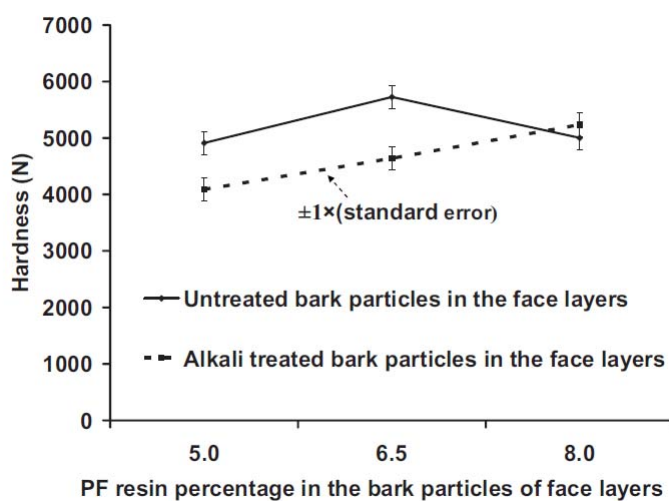 7000
6000
5000
4000
3000
2000
1000
0
Hardness (N)
±1×(standard error)
Untreated bark particles in the face layers
Alkali treated bark particles in the face layers
5.0 6.5 8.0
PF resin percentage in the bark particles of face layers